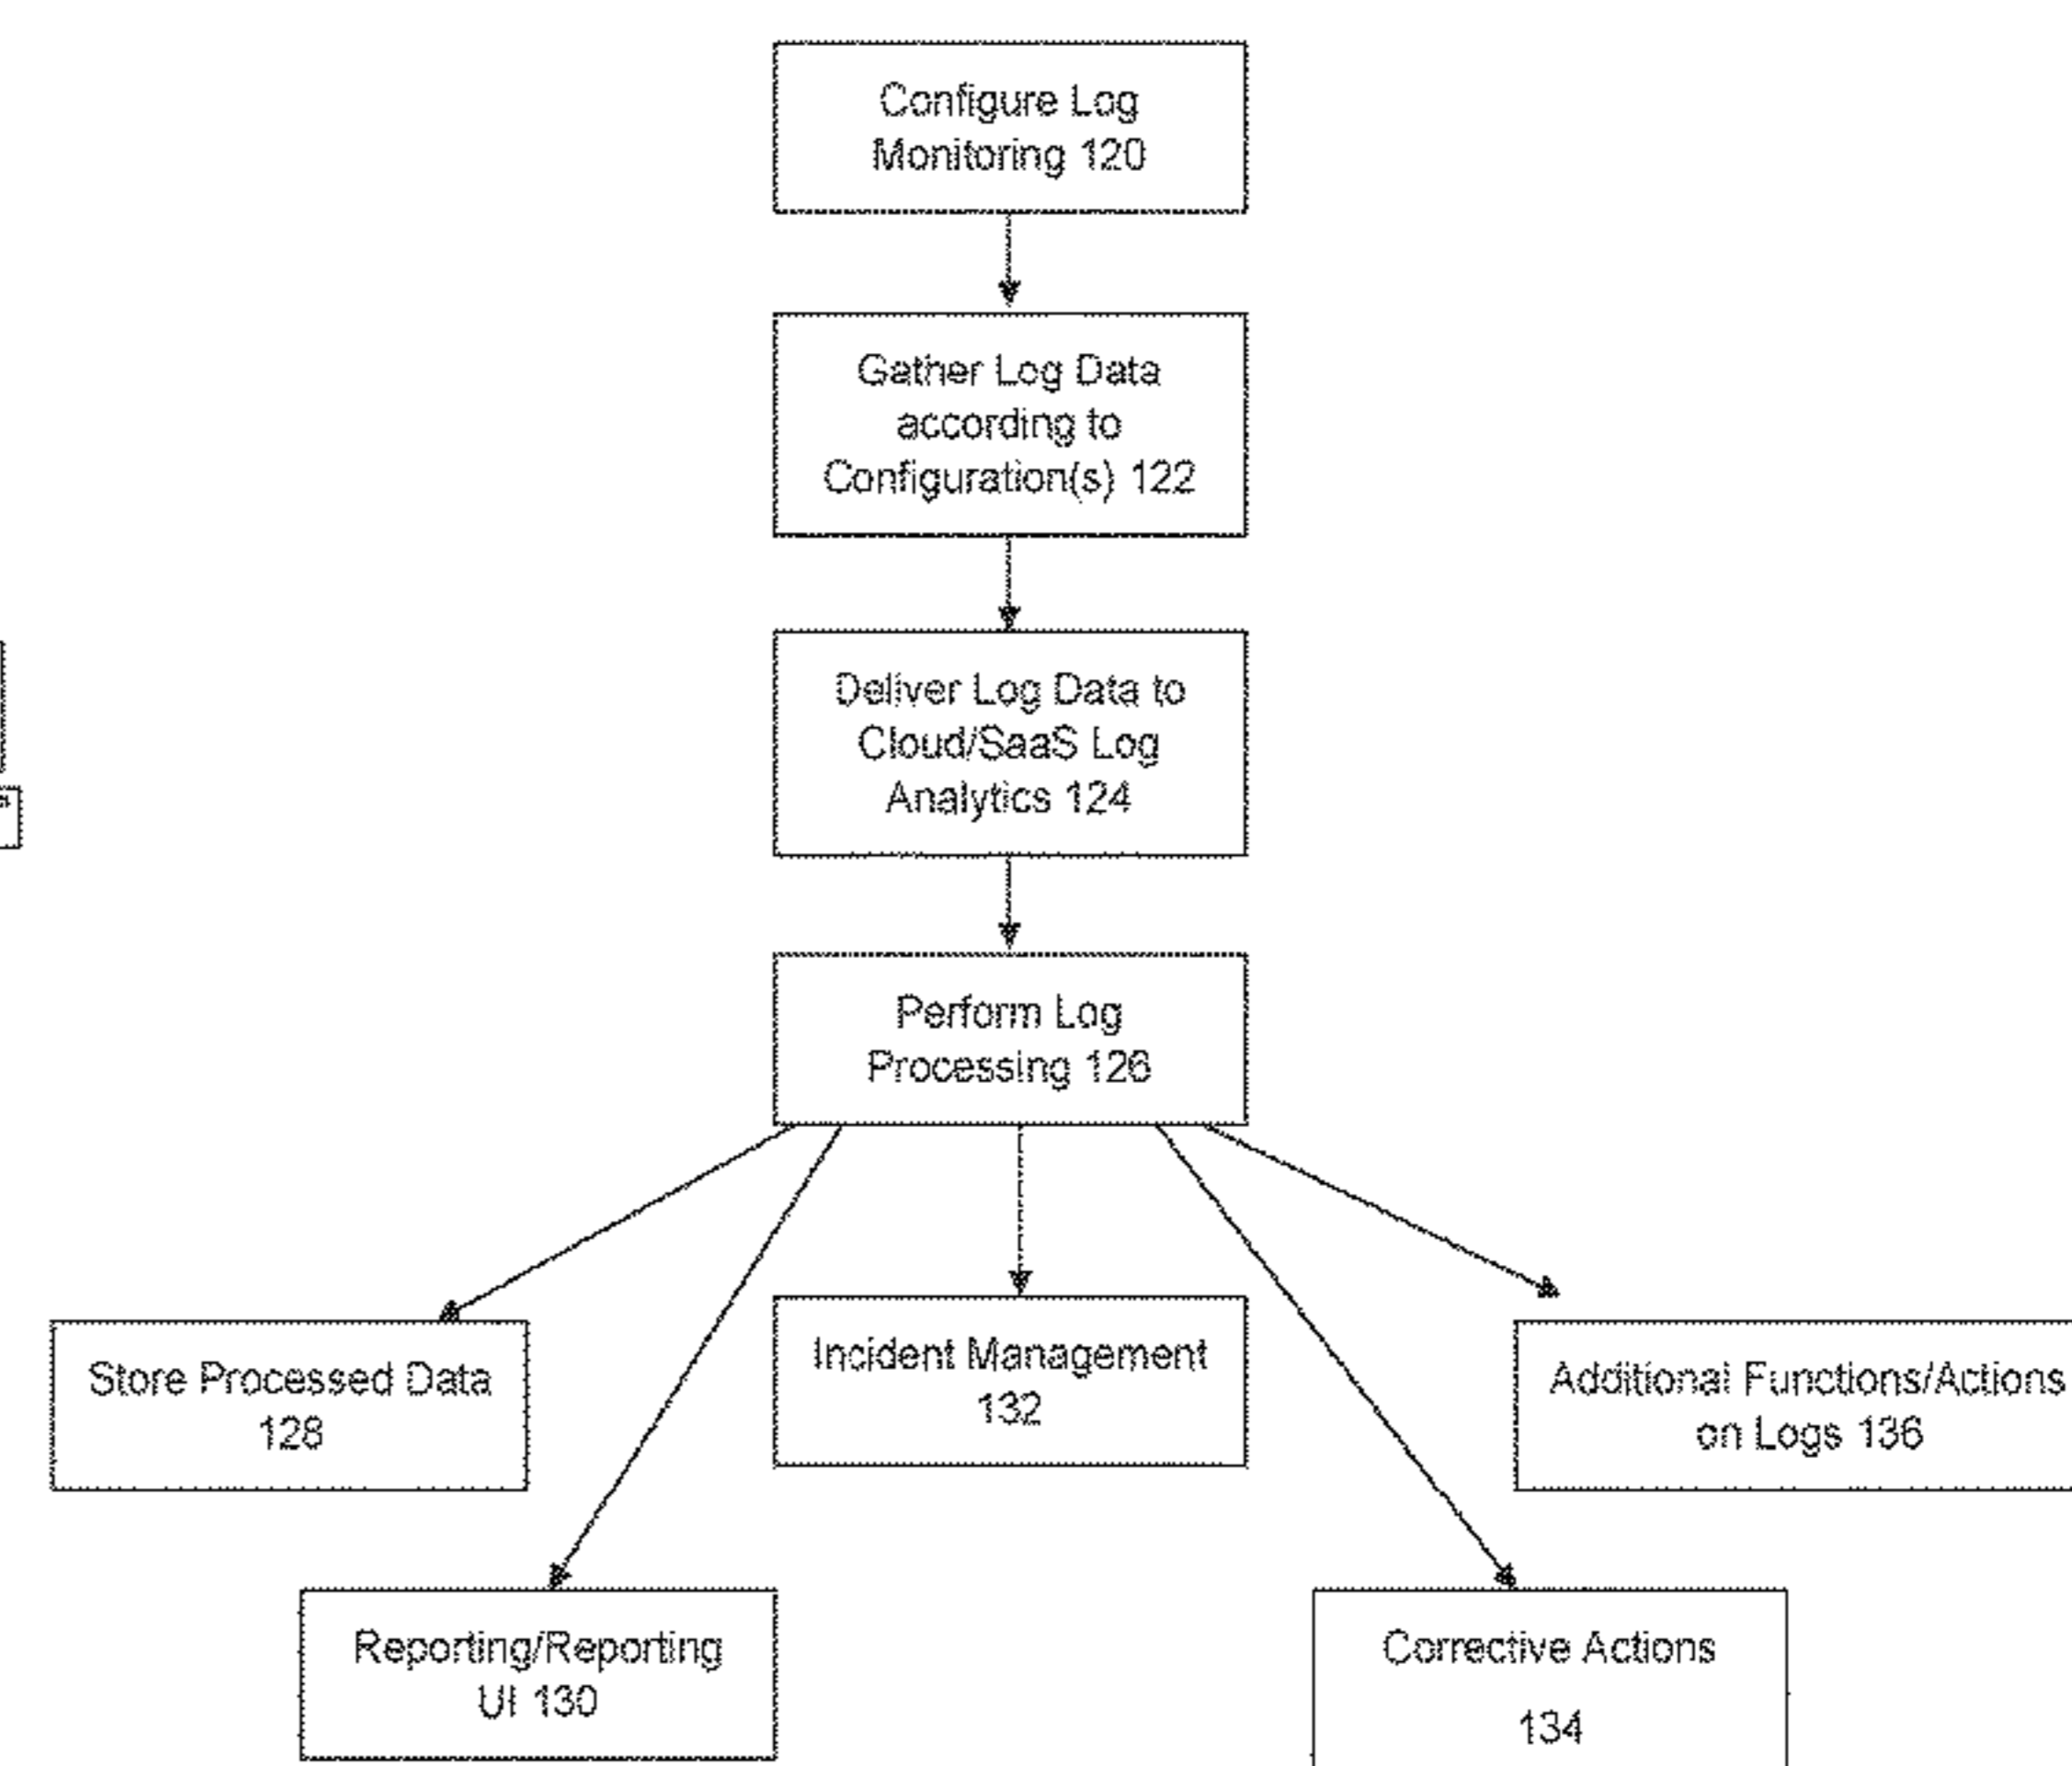 Configure Log
Monitoring 120
Gather Log Data
according to
Configuration(s) 122
Deliver Log Data to
Cloud/SaaS Log
Analytics 124
Perform Log
Processing 126
Store Processed Data
128
Incident Management
132
Additional Functions/Actions
on Logs 136
Reporting/Reporting
UI 130
Corrective Actions
134